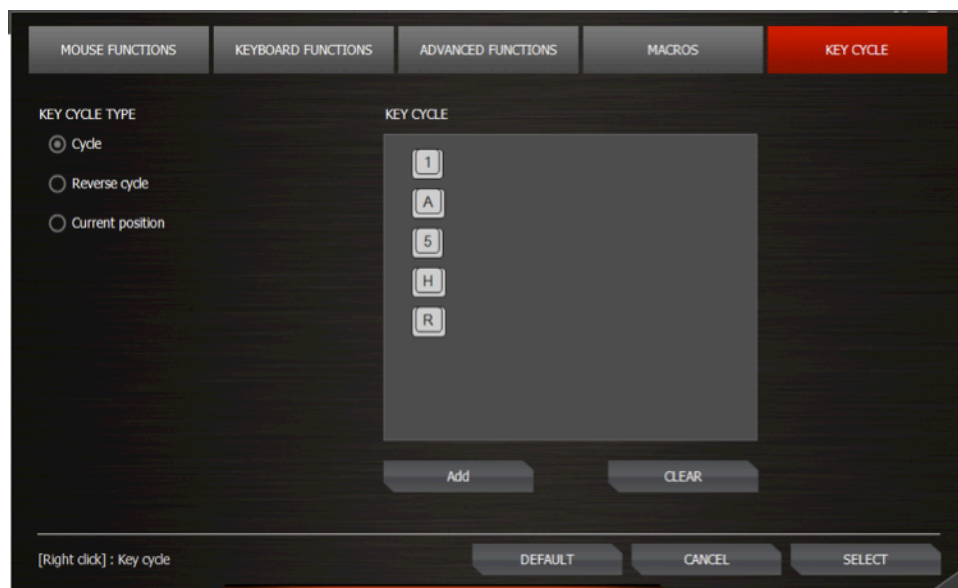 MOUSE FUNCTIONS
KEYBOARD FUNCTIONS
ADVANCED FUNCTIONS
MACROS
KEY CYCLE
KEY CYCLE TYPE
Cycle
Reverse cycle
Current position
KEY CYCLE
1
A
5
H
R
Add
CLEAR
[Right click] : Key cycle
DEFAULT
CANCEL
SELECT